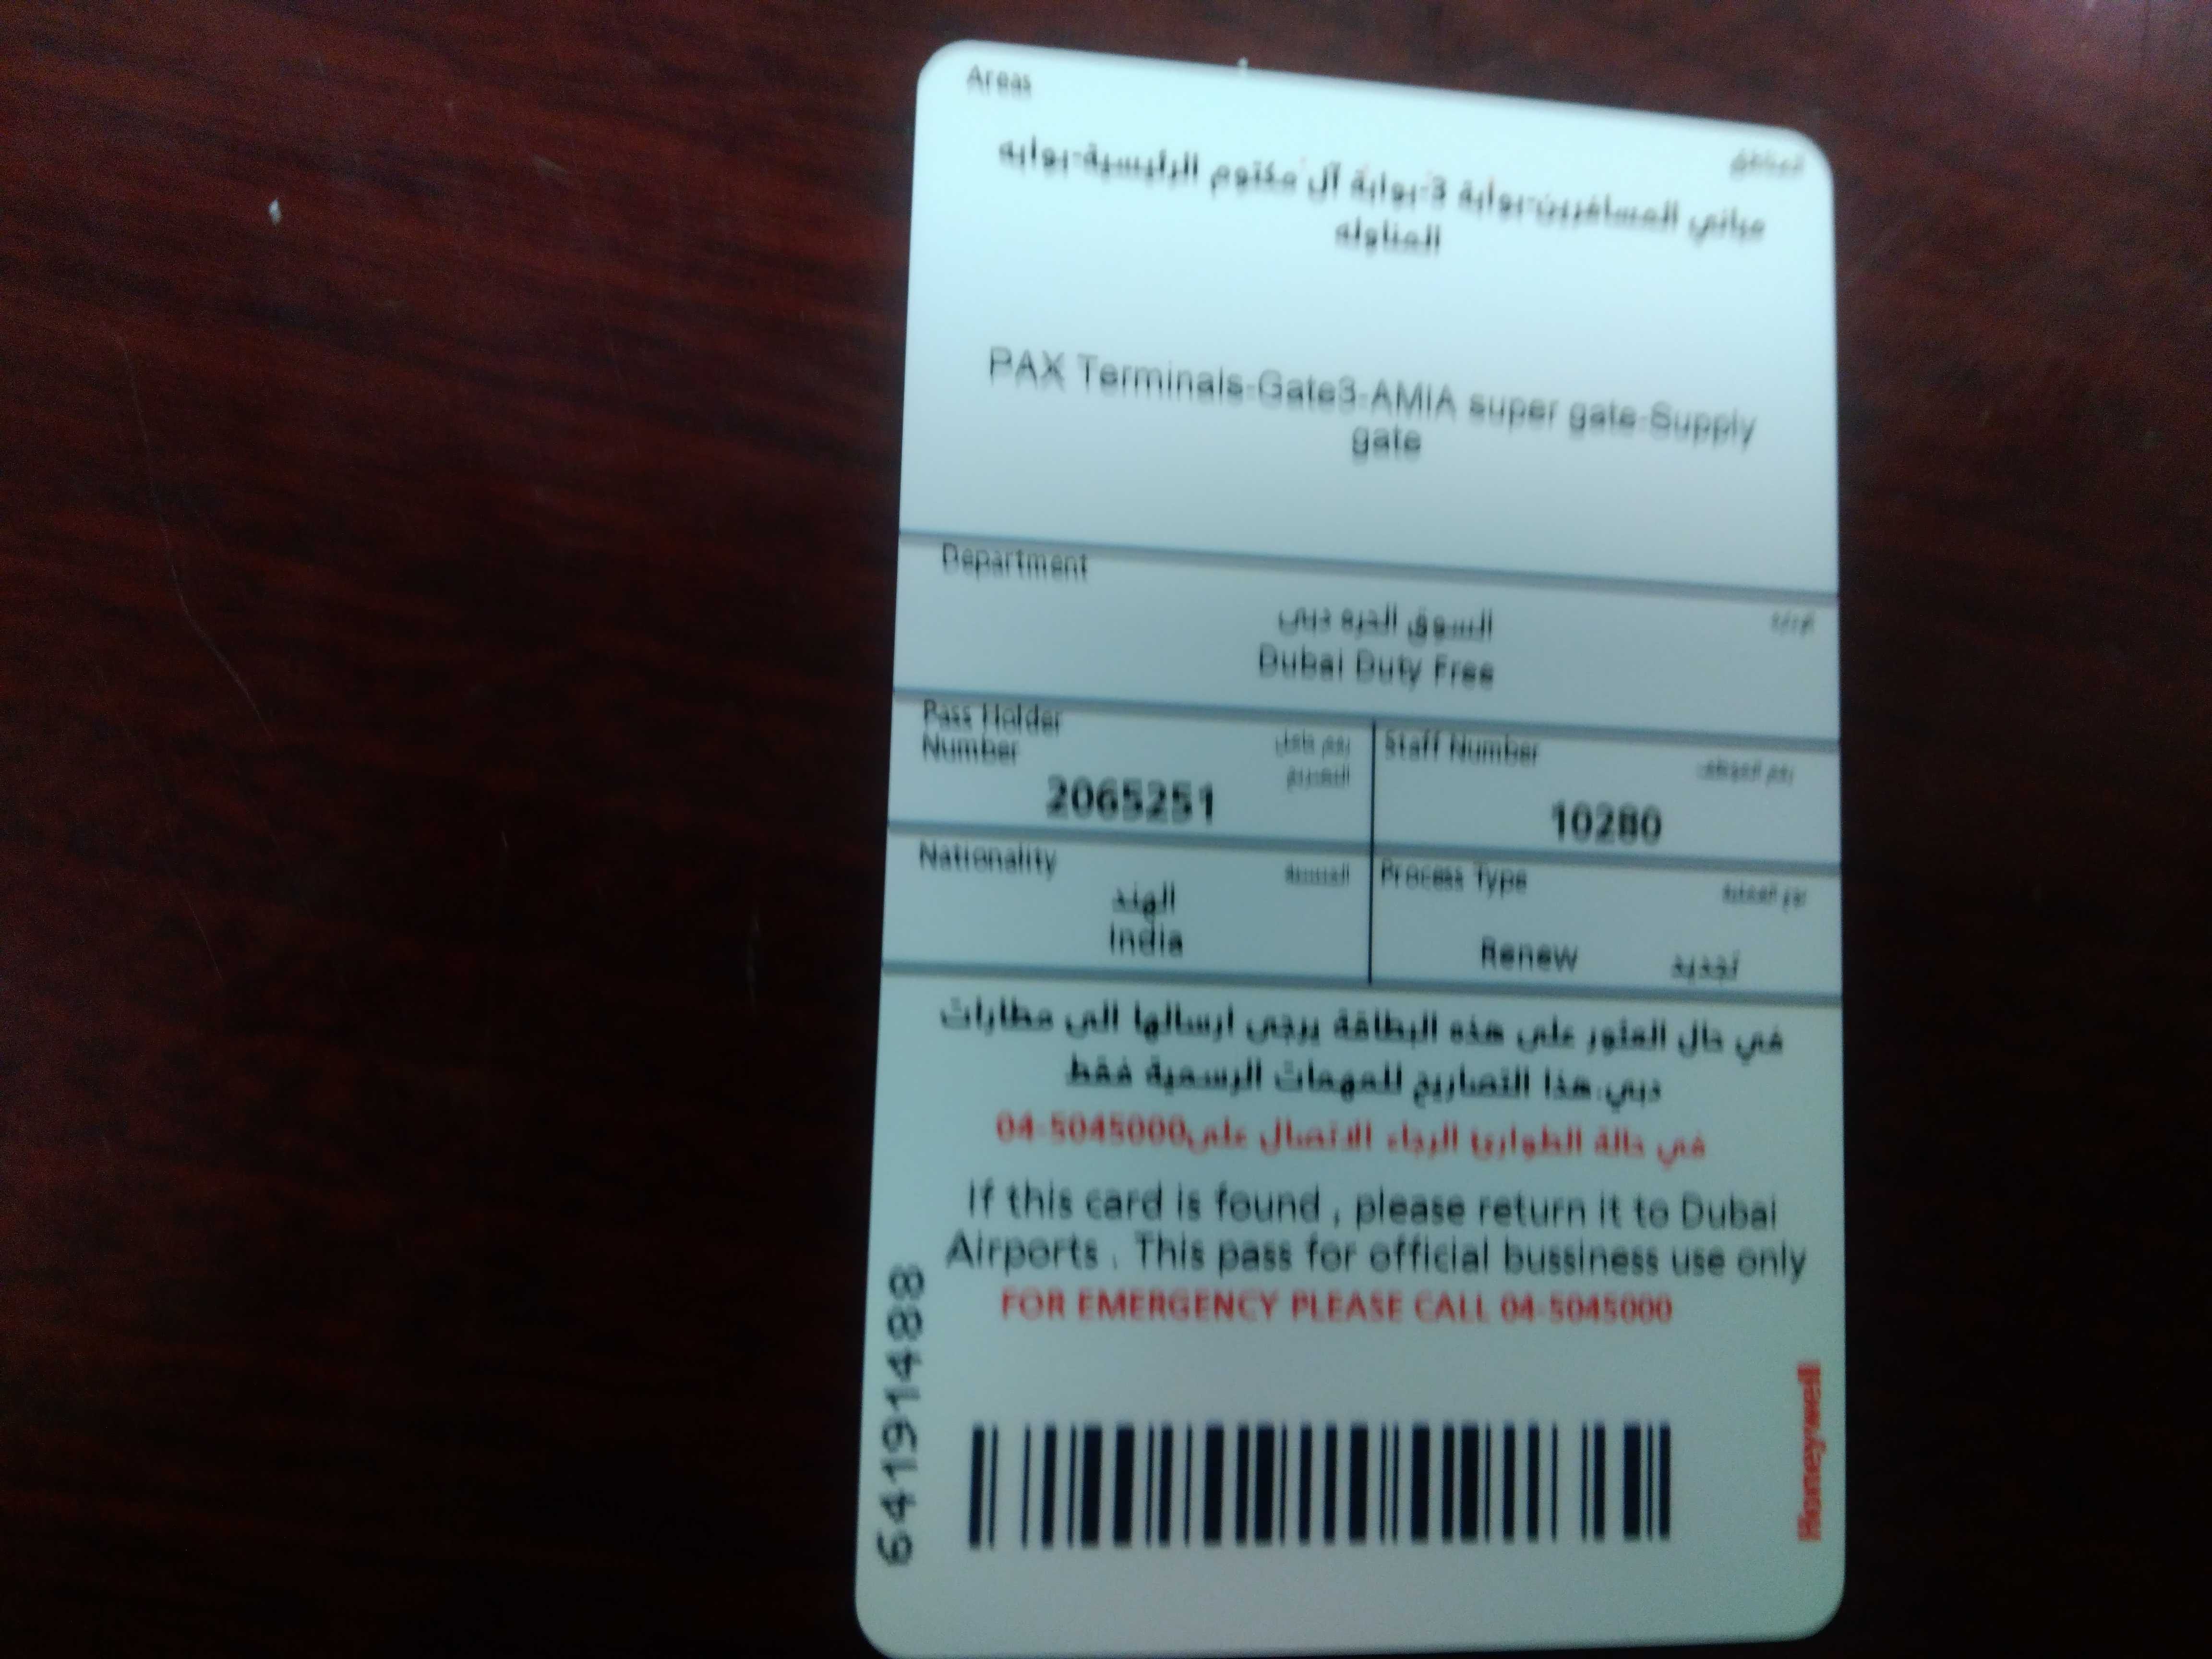 Areas
المناطق
مباني المسافرين-بوابة 3-بوابة آل مكتوم الرئيسية-بوابه
المناوله
PAX Terminals-Gate3-AMIA super gate-Supply
gate
Department
السوق الحره دبي
Dubai Duty Free
Pass Holder
Number
رقم حامل
التصريح
2065251
Staff Number
رقم الموظف
10280
Nationality
الجنسية
الهند
India
Process Type
نوع العملية
Renew تجديد
في حال العثور على هذه البطاقة يرجى ارسالها الى مطارات
دبي.هذا التصاريح للمهمات الرسمية فقط
في حالة الطوارئ الرجاء الاتصال على04-5045000
If this card is found , please return it to Dubai
Airports . This pass for official bussiness use only
FOR EMERGENCY PLEASE CALL 04-5045000
64191488
Honeywell